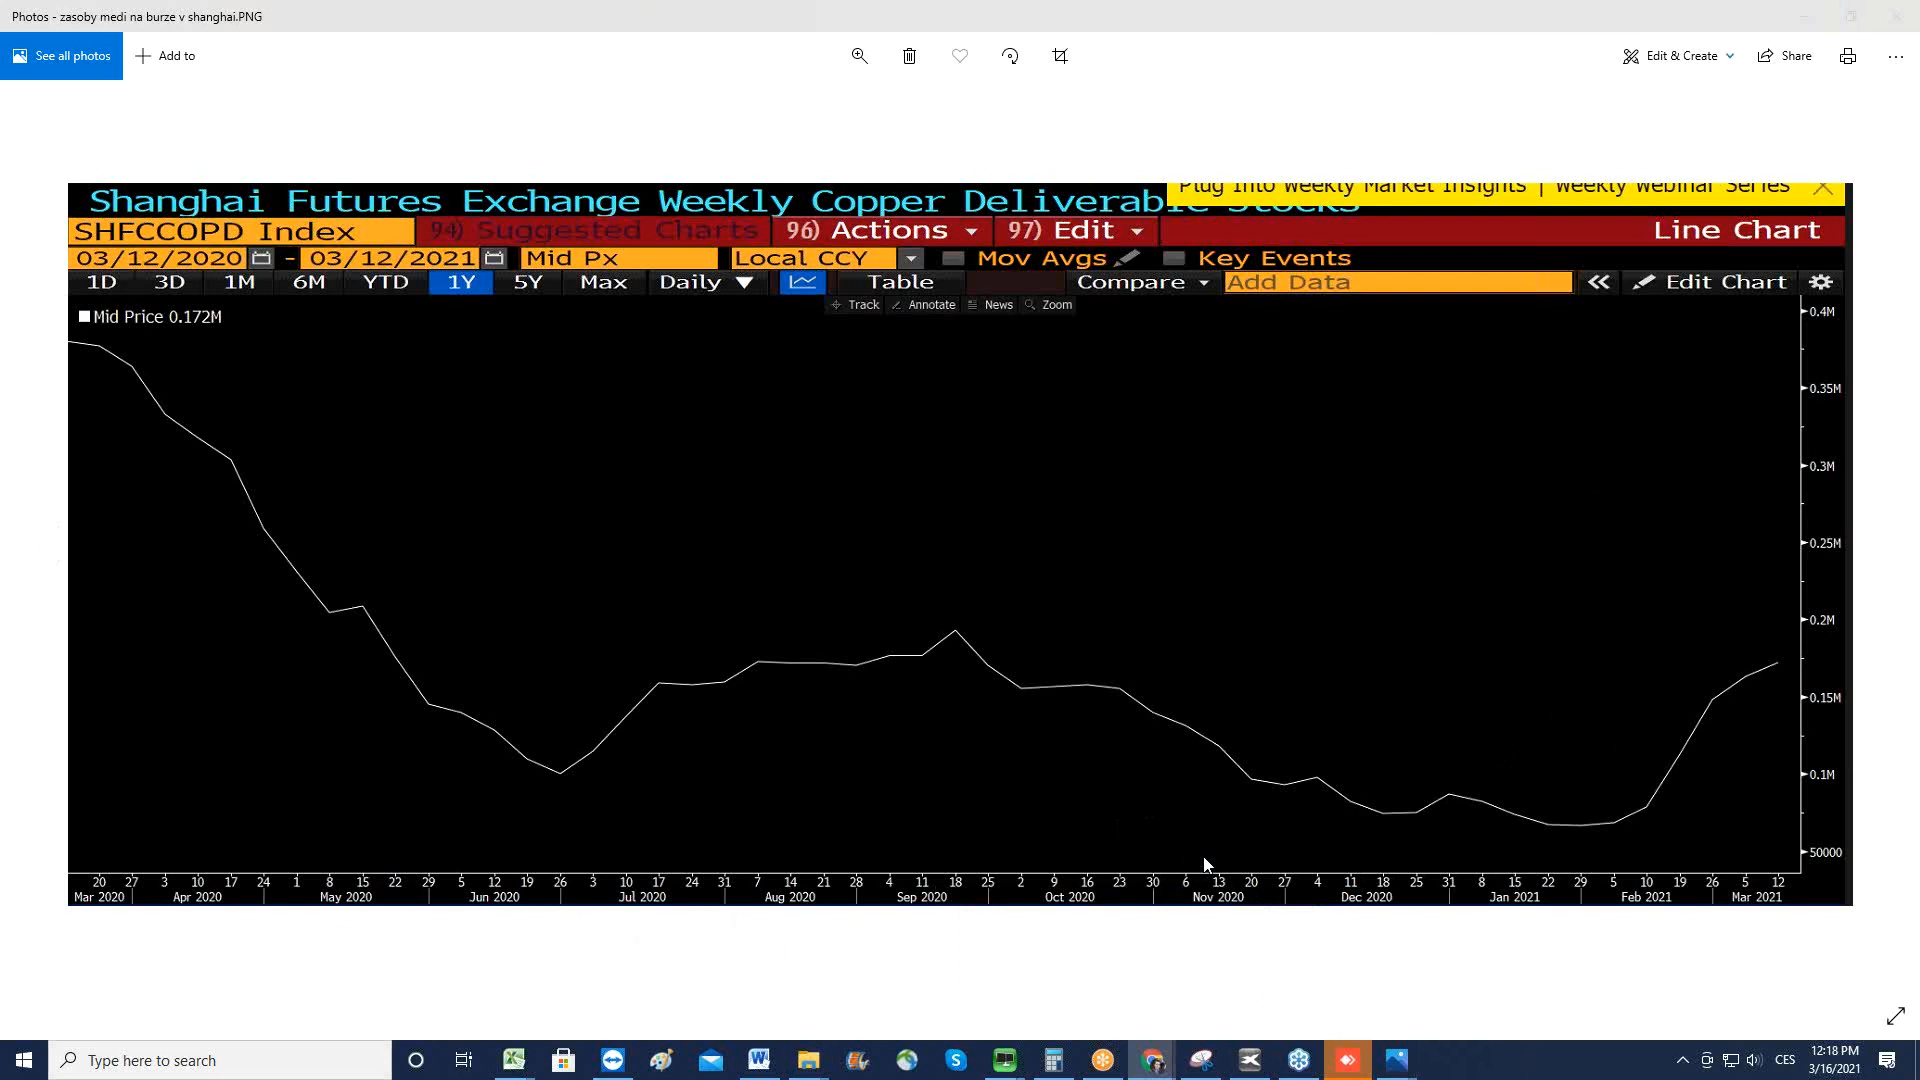 Photos - zasoby medi na burze v shanghai.PNG
See all photos
Add to
Edit & Create
Share
Shanghai Futures Exchange Weekly Copper Deliverable Stocks
Plug Into Weekly Market Insights | Weekly Webinar Series
SHFCCOPD Index 94) Suggested Charts 96) Actions 97) Edit Line Chart
03/12/2020 - 03/12/2021 Mid Px Local CCY Mov Avgs Key Events
1D 3D 1M 6M YTD 1Y 5Y Max Daily Table Compare Add Data Edit Chart
Track Annotate News Zoom
Mid Price 0.172M
0.4M
0.35M
0.3M
0.25M
0.2M
0.15M
0.1M
50000
20 27 3 10 17 24 1 8 15 22 29 5 12 19 26 3 10 17 24 31 7 14 21 28 4 11 18 25 2 9 16 23 30 6 13 20 27 4 11 18 25 31 8 15 22 29 5 10 19 26 5 12
Mar 2020 Apr 2020 May 2020 Jun 2020 Jul 2020 Aug 2020 Sep 2020 Oct 2020 Nov 2020 Dec 2020 Jan 2021 Feb 2021 Mar 2021
Type here to search
CES
12:18 PM
3/16/2021